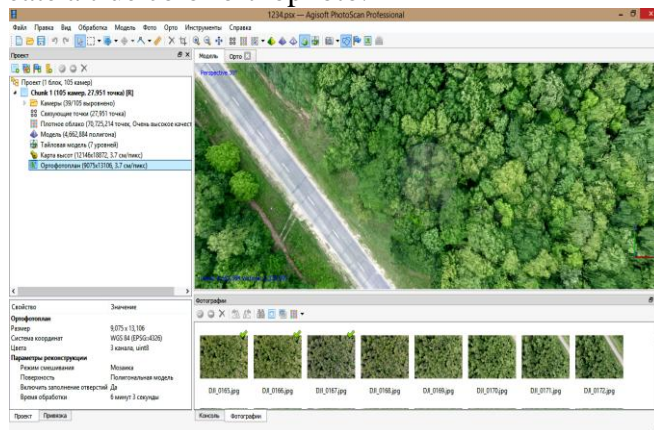 1234.psx — Agisoft PhotoScan Professional
Файл Правка Вид Обработка Модель Фото Орто Инструменты Справка
Проект
Модель Орто
Perspective 30°
Проект (1 блок, 105 камер)
Chunk 1 (105 камер, 27,951 точка) [R]
Камеры (39/105 выровнено)
Связующие точки (27,951 точка)
Плотное облако (70,725,214 точек, Очень высокое качест
Модель (4,662,884 полигона)
Тайловая модель (7 уровней)
Карта высот (12146x18872, 3.7 см/пикс)
Ортофотоплан (9075x13106, 3.7 см/пикс)
Свойство Значение
Ортофотоплан
Размер 9,075 x 13,106
Система координат WGS 84 (EPSG::4326)
Цвета 3 канала, uint8
Параметры реконструкции
Режим смешивания Мозаика
Поверхность Полигональная модель
Включить заполнение отверстий Да
Время обработки 6 минут 3 секунды
Проект Привязка
Фотографии
DJI_0165.jpg DJI_0166.jpg DJI_0167.jpg DJI_0168.jpg DJI_0169.jpg DJI_0170.jpg DJI_0171.jpg DJI_0172.jpg
Консоль Фотографии